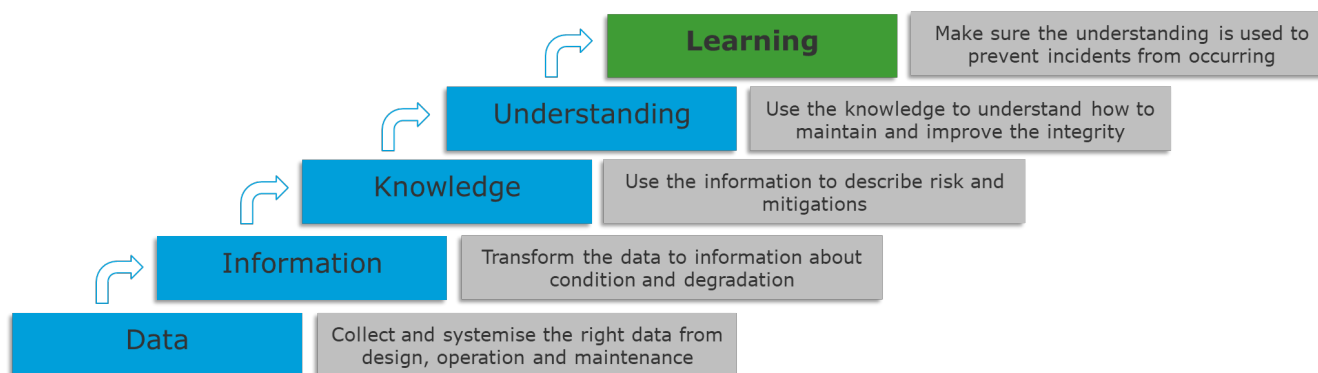 Learning
Make sure the understanding is used to
prevent incidents from occurring
Understanding
Use the knowledge to understand how to
maintain and improve the integrity
Knowledge
Use the information to describe risk and
mitigations
Information
Transform the data to information about
condition and degradation
Data
Collect and systemise the right data from
design, operation and maintenance